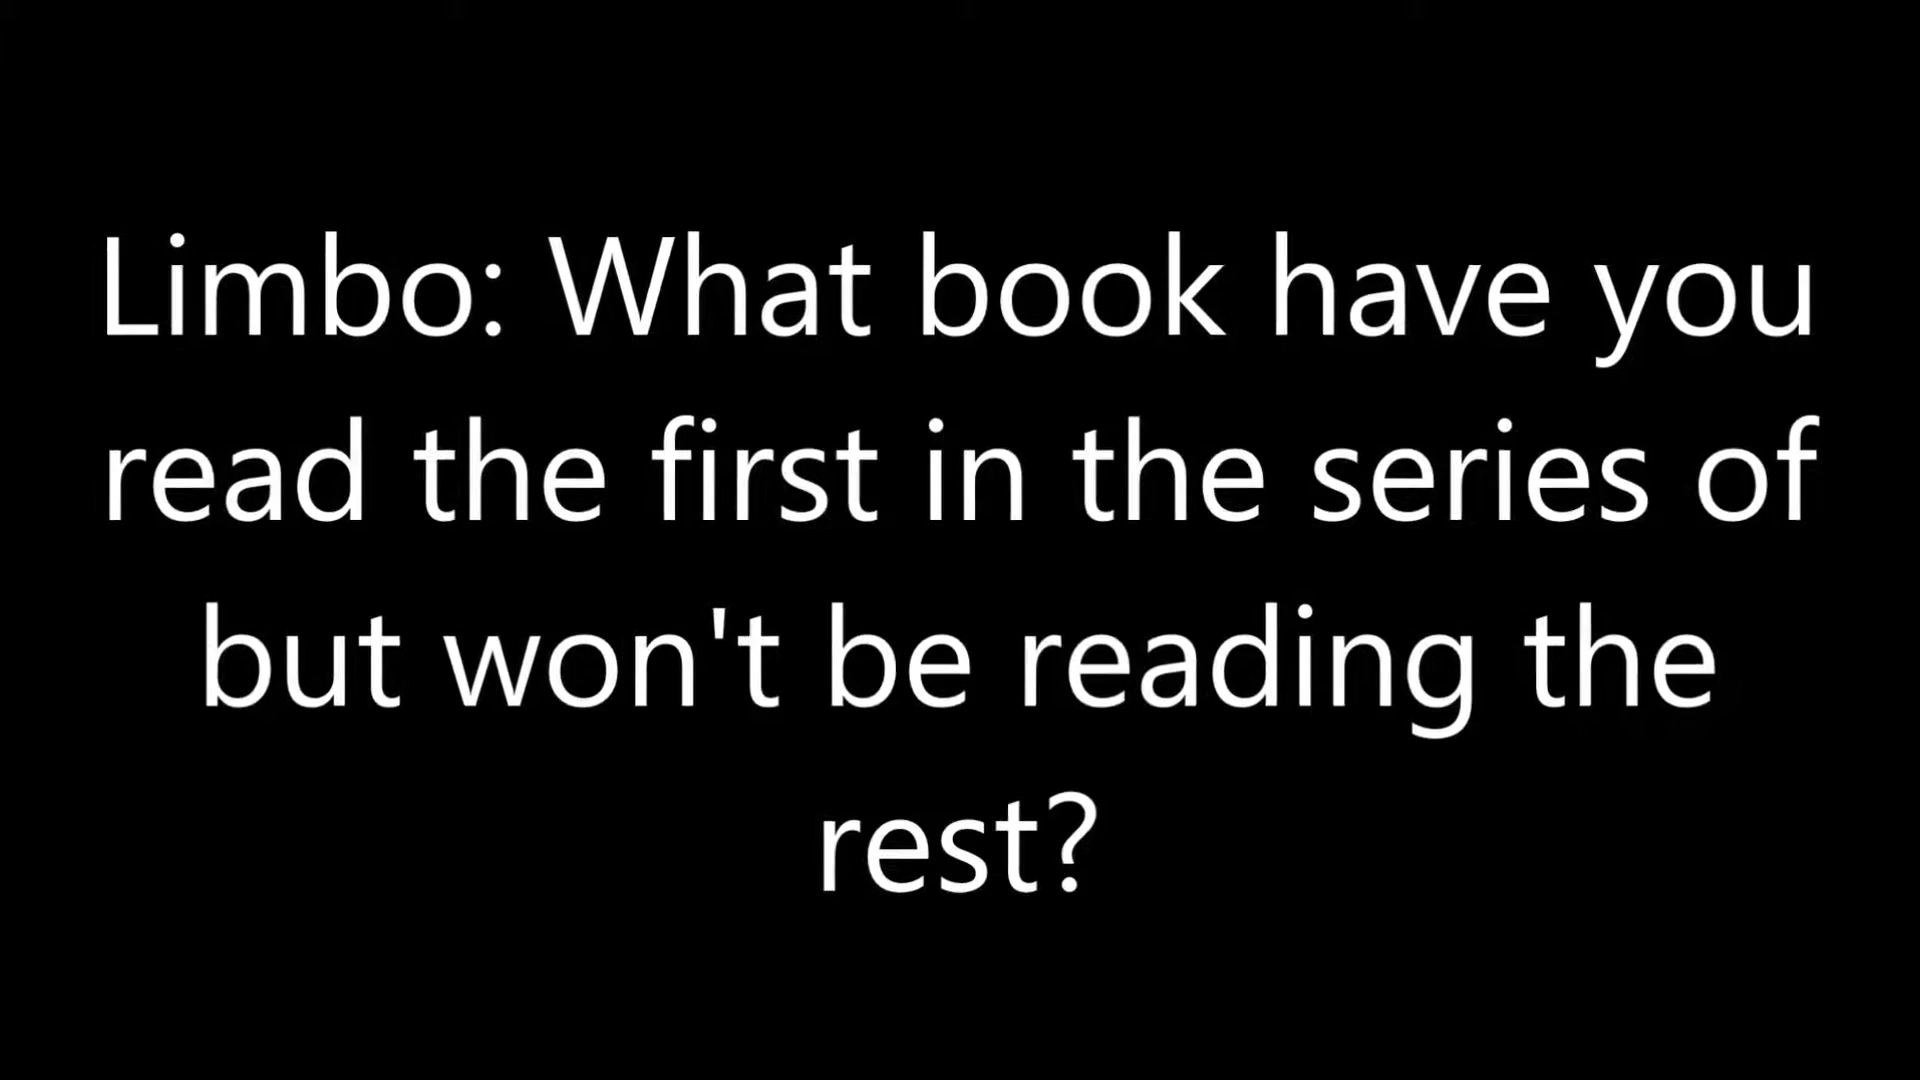 Limbo: What book have you
read the first in the series of
but won't be reading the
rest?